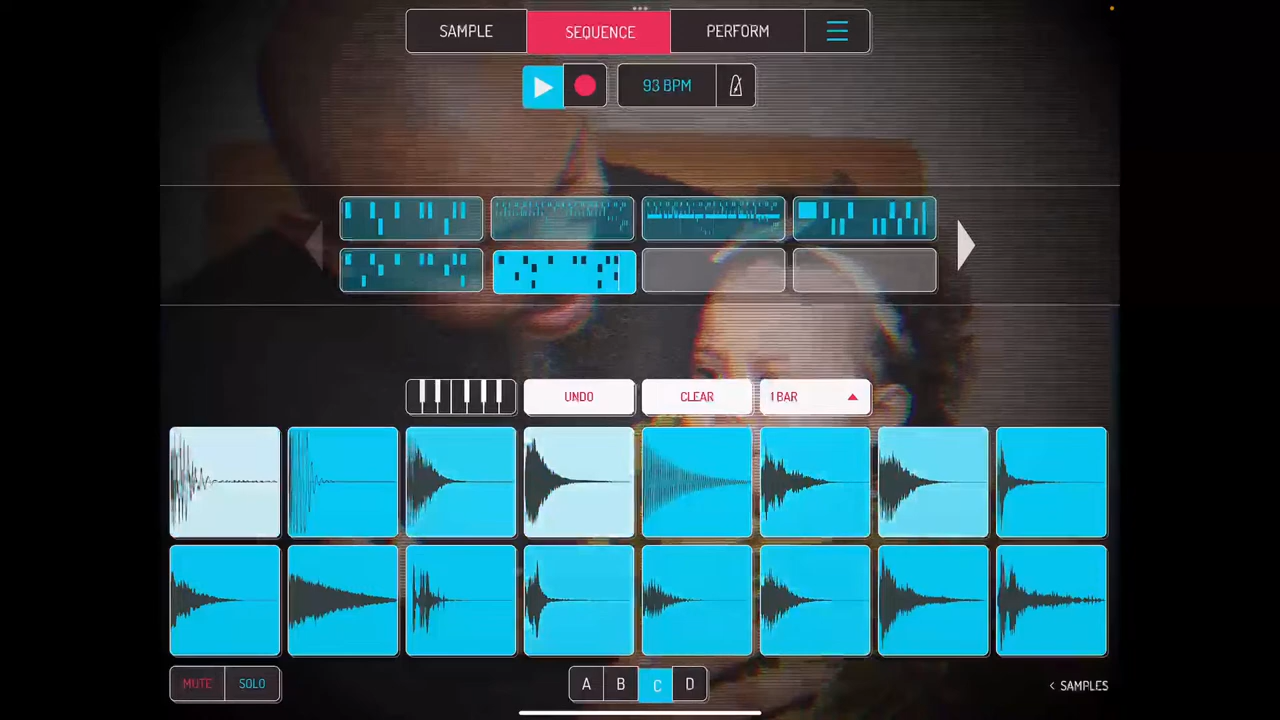 SAMPLE
SEQUENCE
PERFORM
93 BPM
UNDO
CLEAR
1 BAR
MUTE
SOLO
A
B
C
D
< SAMPLES